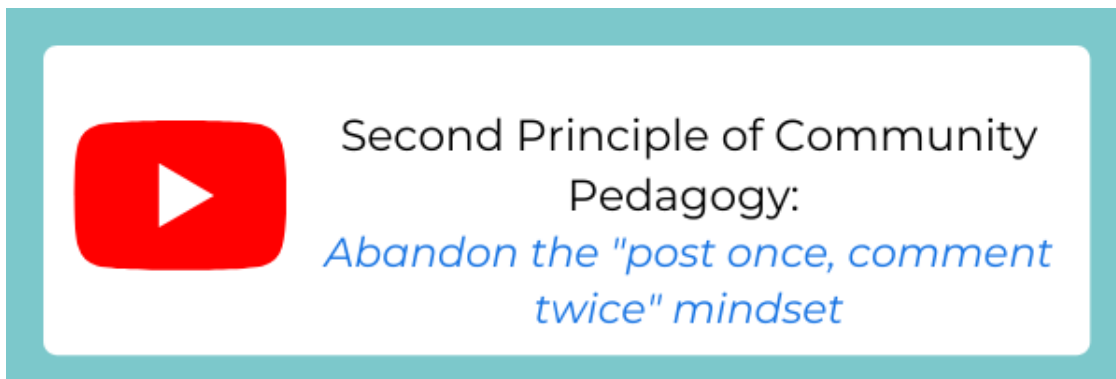 Second Principle of Community
Pedagogy:
Abandon the "post once, comment
twice" mindset